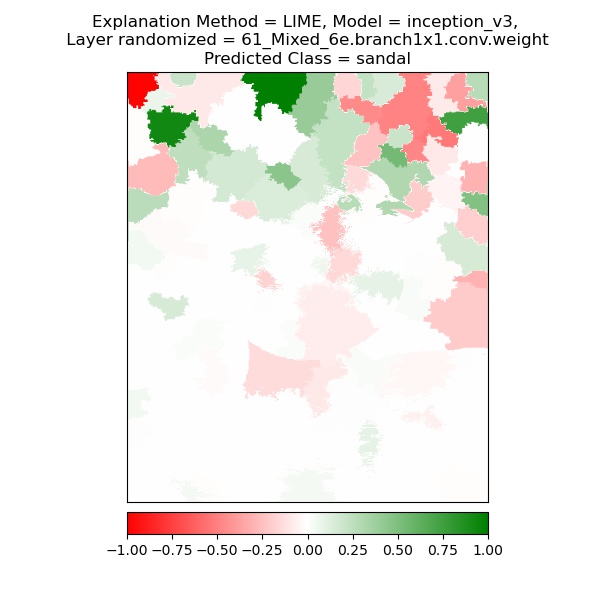 Explanation Method = LIME, Model = inception_v3,
Layer randomized = 61_Mixed_6e.branch1x1.conv.weight
Predicted Class = sandal
−1.00 −0.75 −0.50 −0.25 0.00 0.25 0.50 0.75 1.00